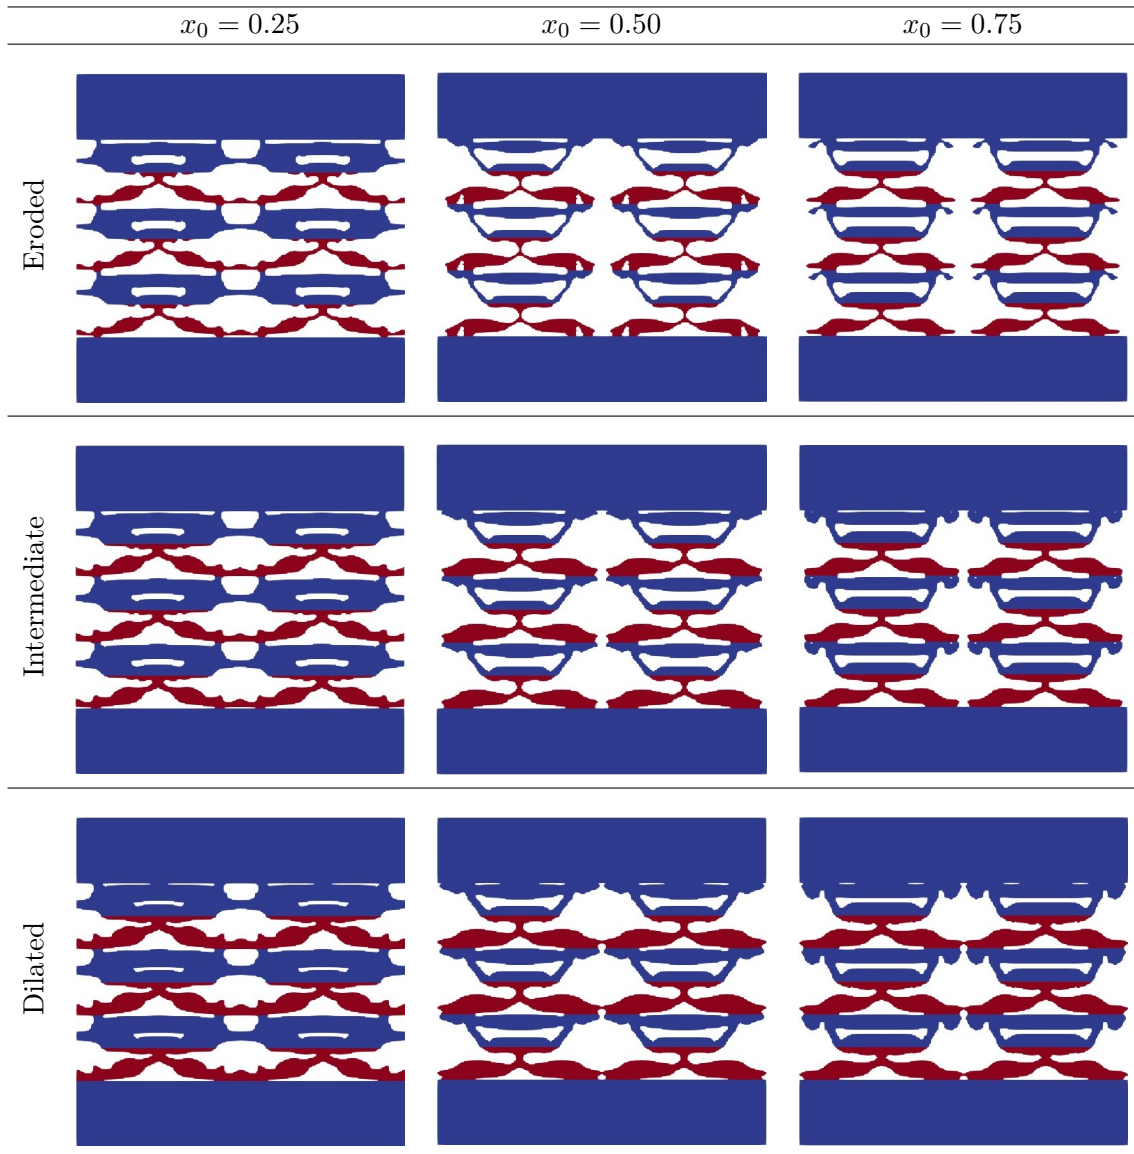 x₀ = 0.25 x₀ = 0.50 x₀ = 0.75
Eroded
Intermediate
Dilated